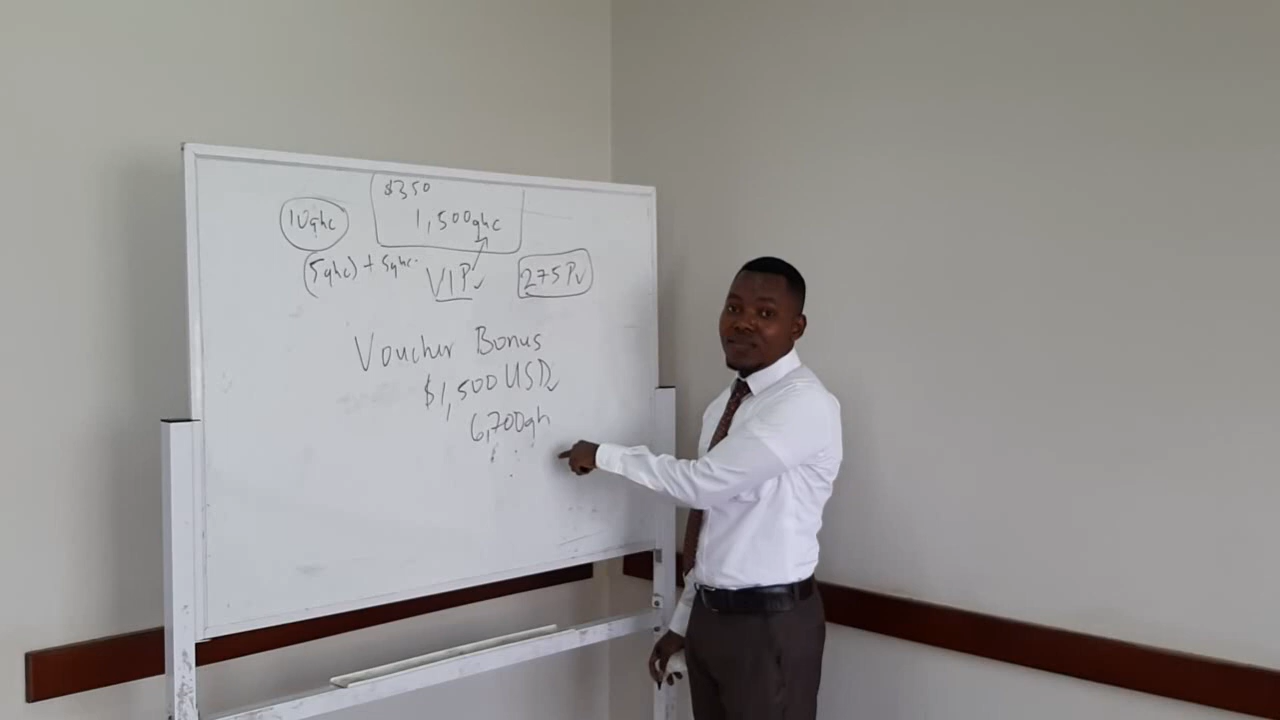 $350
10ghc
1,500ghc
(5ghc) + 5ghc.
VIP
275Pv
Voucher Bonus
$1,500 USD
6,700gh